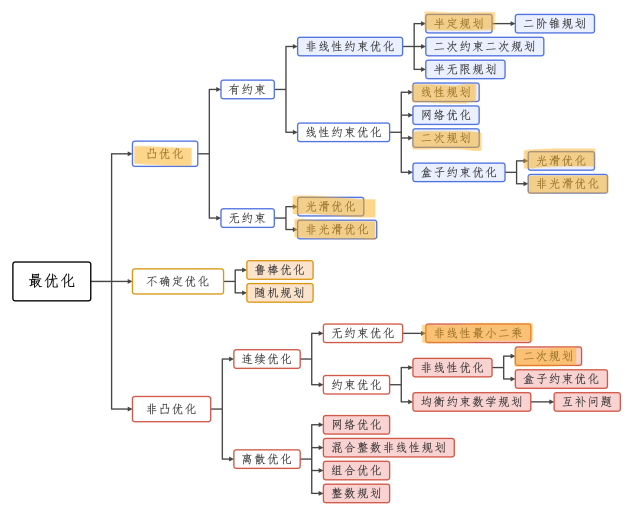 半定规划
二阶锥规划
非线性约束优化
二次约束二次规划
半无限规划
有约束
线性规划
网络优化
线性约束优化
二次规划
凸优化
光滑优化
盒子约束优化
非光滑优化
光滑优化
无约束
非光滑优化
最优化
不确定优化
鲁棒优化
随机规划
无约束优化
非线性最小二乘
连续优化
二次规划
非线性优化
约束优化
盒子约束优化
均衡约束数学规划
互补问题
非凸优化
网络优化
混合整数非线性规划
离散优化
组合优化
整数规划